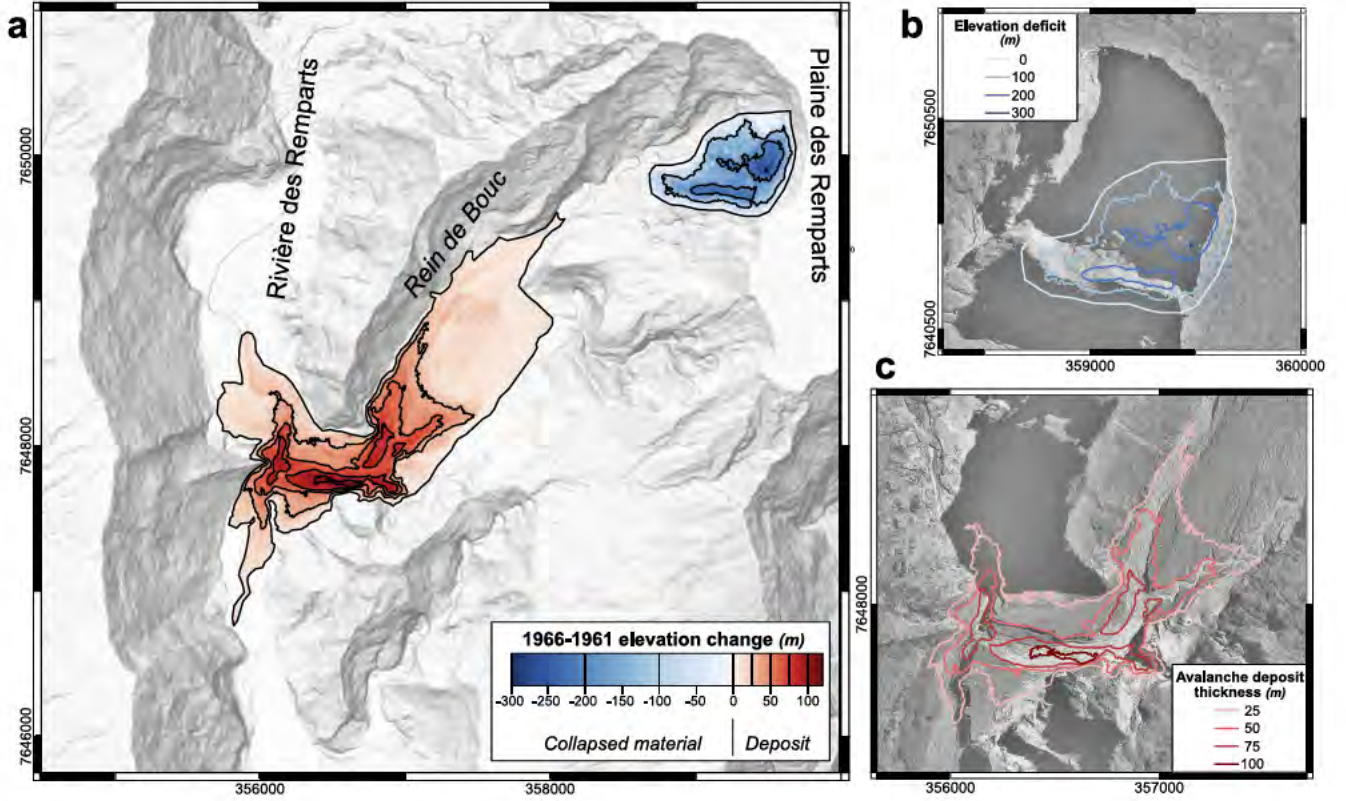 a
Rivière des Remparts
Rein de Bouc
Plaine des Remparts
7650000
7648000
7646000
356000
358000
1966-1961 elevation change (m)
-300 -250 -200 -150 -100 -50 0 50 100
Collapsed material
Deposit
b
Elevation deficit
(m)
0
100
200
300
7650500
7640500
359000
360000
c
7648000
356000
357000
Avalanche deposit
thickness (m)
25
50
75
100